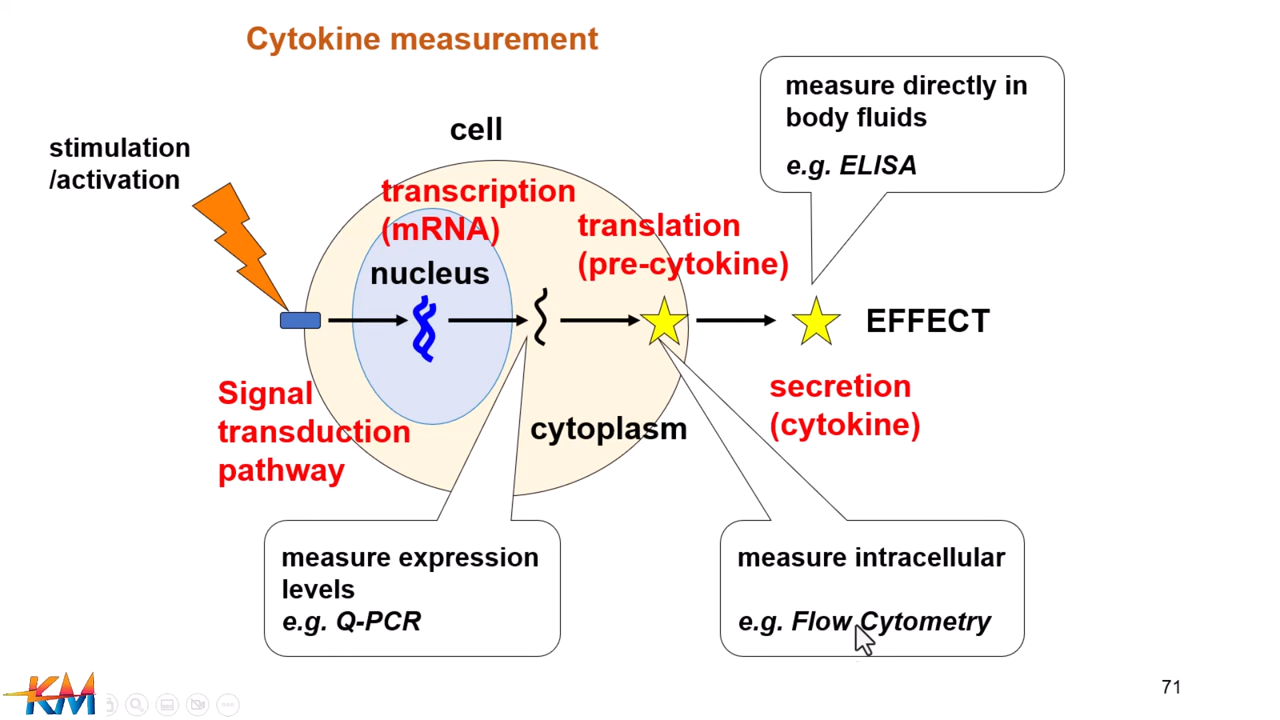 Cytokine measurement
measure directly in
body fluids
e.g. ELISA
stimulation
/activation
cell
transcription
(mRNA)
nucleus
translation
(pre-cytokine)
EFFECT
Signal
transduction
pathway
cytoplasm
secretion
(cytokine)
measure expression
levels
e.g. Q-PCR
measure intracellular
e.g. Flow Cytometry
KM
71